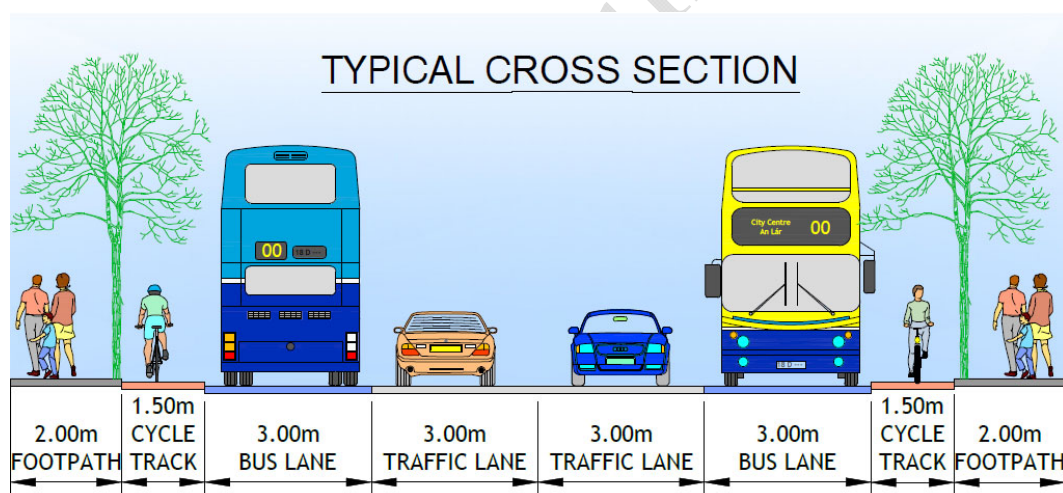 TYPICAL CROSS SECTION
00
18 D
City Centre
An Lár
00
18 D
2.00m
FOOTPATH
1.50m
CYCLE
TRACK
3.00m
BUS LANE
3.00m
TRAFFIC LANE
3.00m
TRAFFIC LANE
3.00m
BUS LANE
1.50m
CYCLE
TRACK
2.00m
FOOTPATH